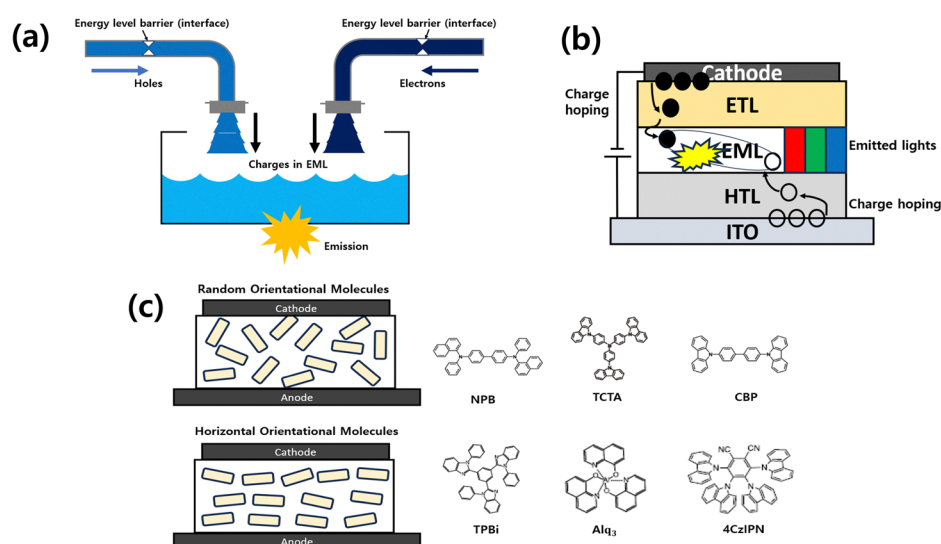 (a)
Energy level barrier (interface)
Energy level barrier (interface)
Holes
Electrons
Charges in EML
Emission
(b)
Cathode
Charge
hoping
ETL
EML
Emitted lights
HTL
Charge hoping
ITO
(c)
Random Orientational Molecules
Cathode
Anode
NPB
TCTA
CBP
Horizontal Orientational Molecules
Cathode
Anode
TPBi
Alq3
NC
CN
4CzIPN